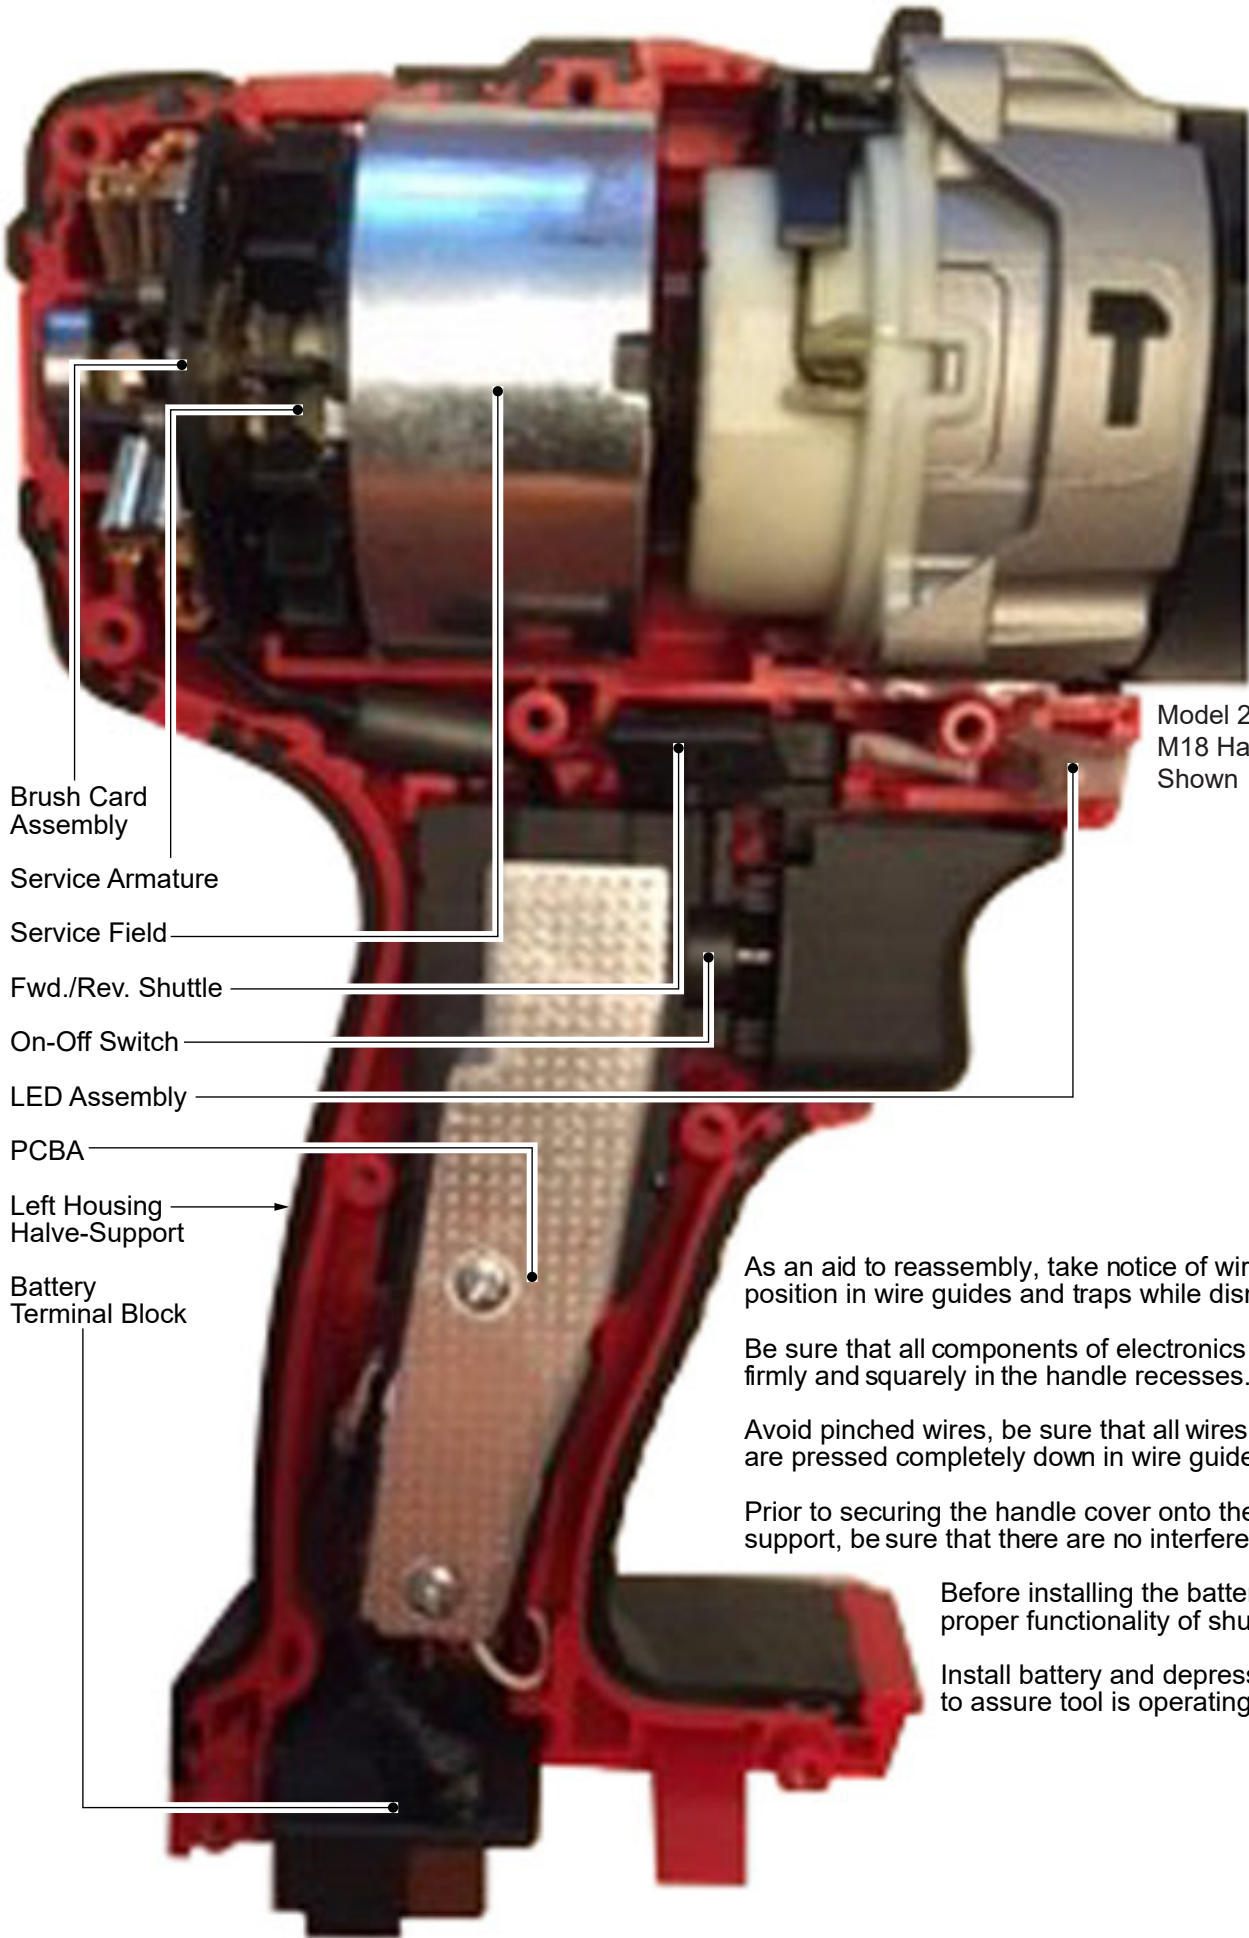 Model 2
M18 Ha
Shown
Brush Card
Assembly
Service Armature
Service Field
Fwd./Rev. Shuttle
On-Off Switch
LED Assembly
PCBA
Left Housing
Halve-Support
Battery
Terminal Block
As an aid to reassembly, take notice of wir
position in wire guides and traps while disr
Be sure that all components of electronics
firmly and squarely in the handle recesses.
Avoid pinched wires, be sure that all wires
are pressed completely down in wire guide
Prior to securing the handle cover onto the
support, be sure that there are no interfere
Before installing the batter
proper functionality of shu
Install battery and depress
to assure tool is operating